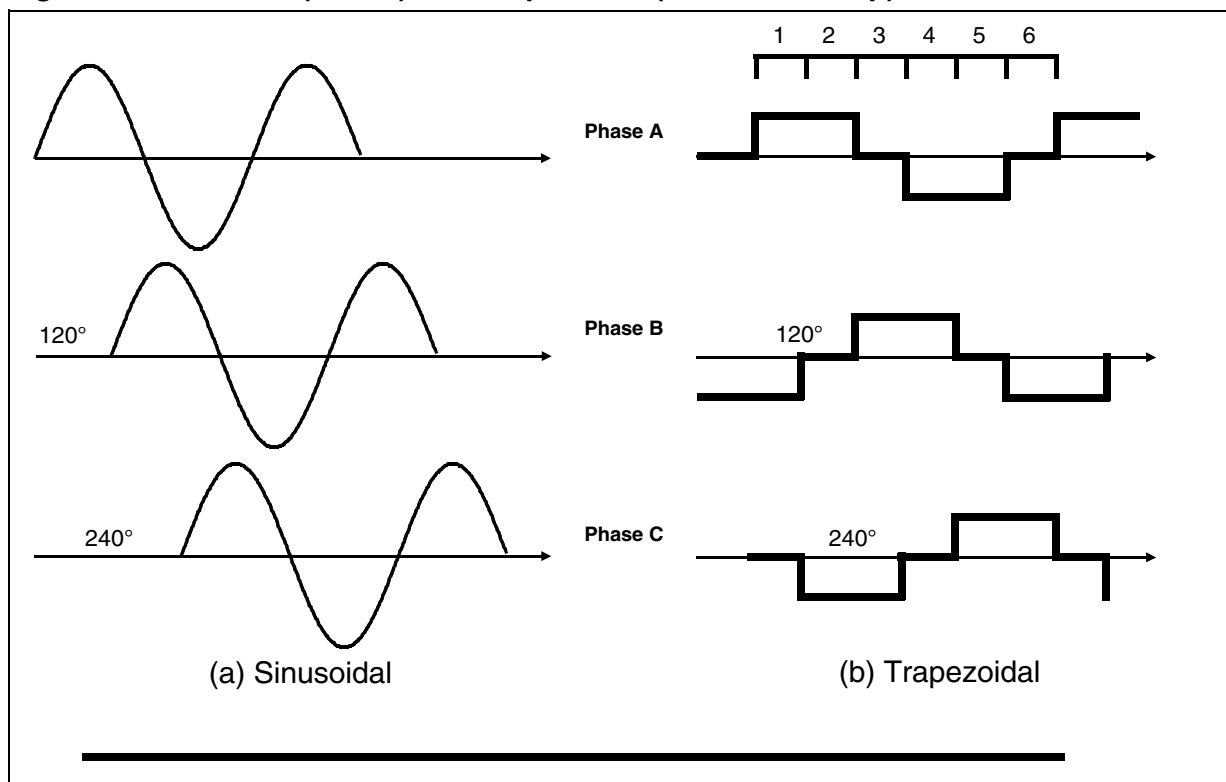 1 2 3 4 5 6
Phase A
120°
Phase B
120°
240°
Phase C
240°
(a) Sinusoidal
(b) Trapezoidal